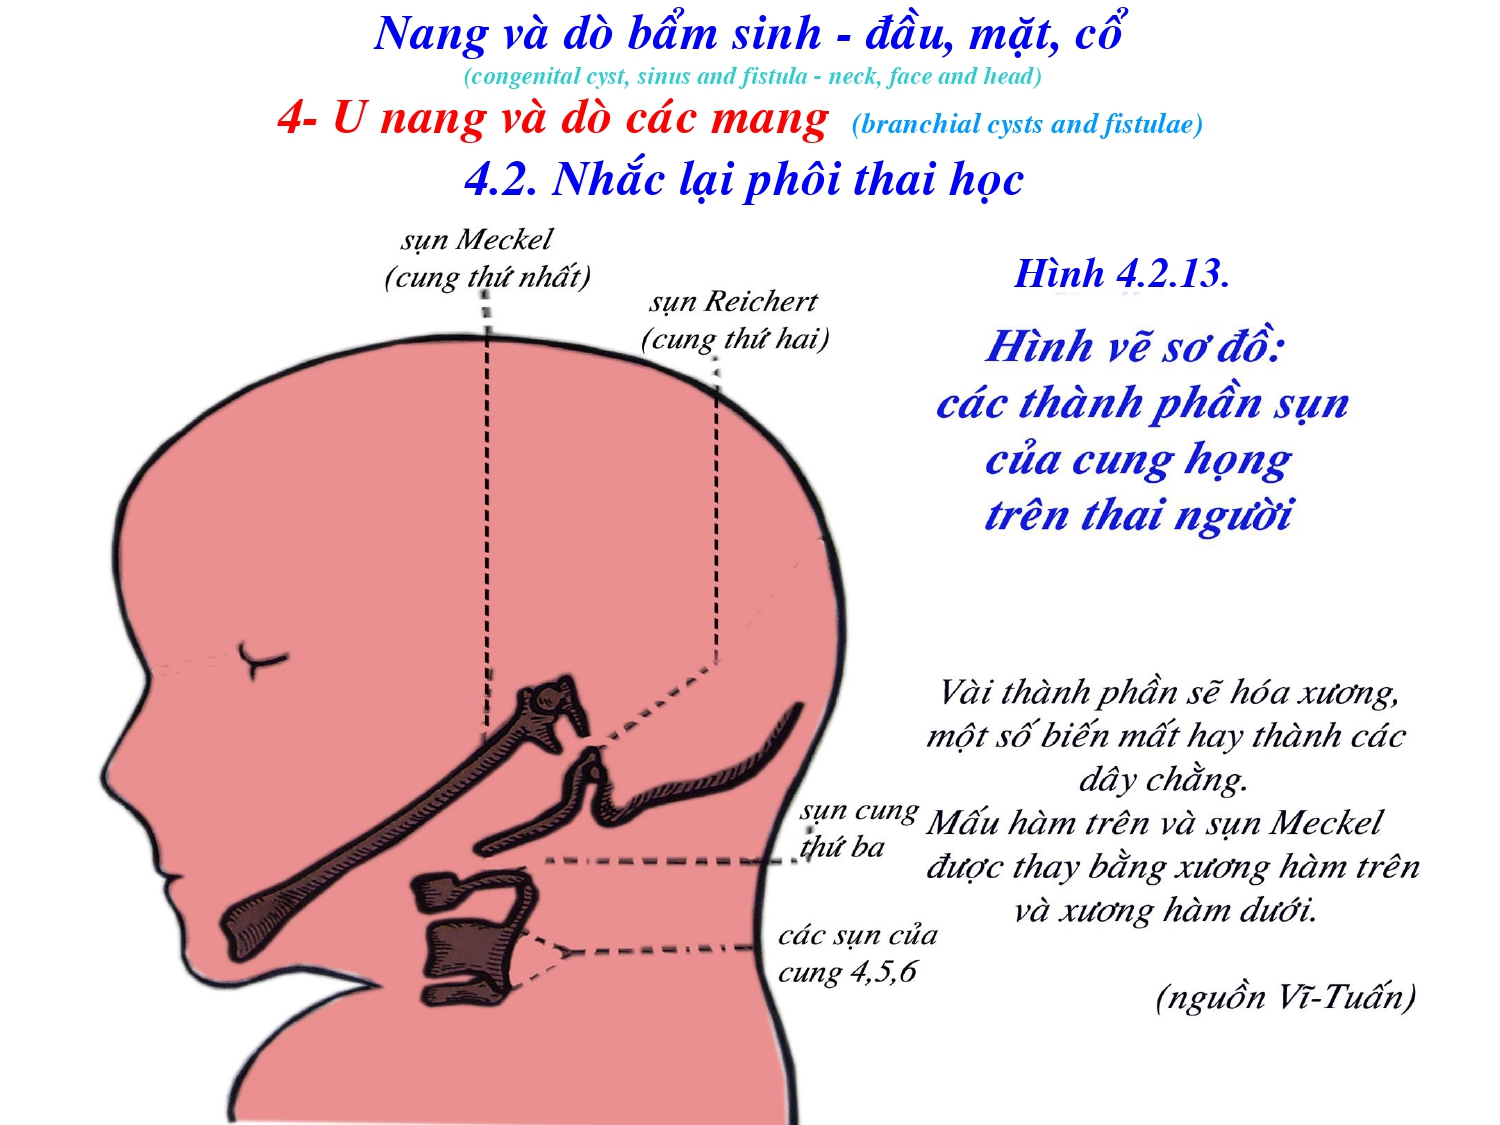 Nang và dò bẩm sinh - đầu, mặt, cổ
(congenital cyst, sinus and fistula - neck, face and head)
4- U nang và dò các mang (branchial cysts and fistulae)
4.2. Nhắc lại phôi thai học
sụn Meckel
(cung thứ nhất)
sụn Reichert
(cung thứ hai)
Hình 4.2.13.
Hình vẽ sơ đồ:
các thành phần sụn
của cung họng
trên thai người
Vài thành phần sẽ hóa xương,
một số biến mất hay thành các
dây chằng.
Mấu hàm trên và sụn Meckel
được thay bằng xương hàm trên
và xương hàm dưới.
sụn cung
thứ ba
các sụn của
cung 4,5,6
(nguồn Vĩ-Tuấn)